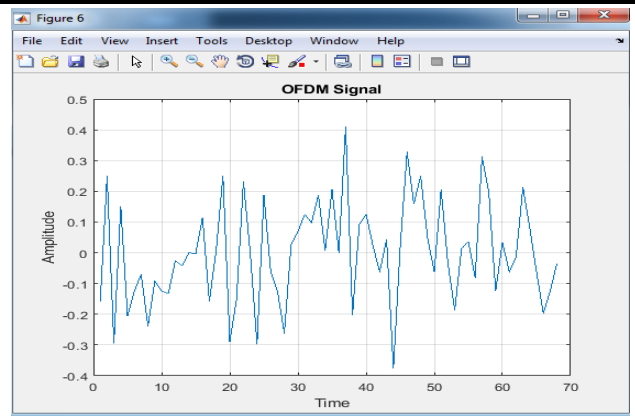 Figure 6
File Edit View Insert Tools Desktop Window Help
OFDM Signal
0.5
0.4
0.3
0.2
0.1
0
-0.1
-0.2
-0.3
-0.4
Amplitude
0 10 20 30 40 50 60 70
Time